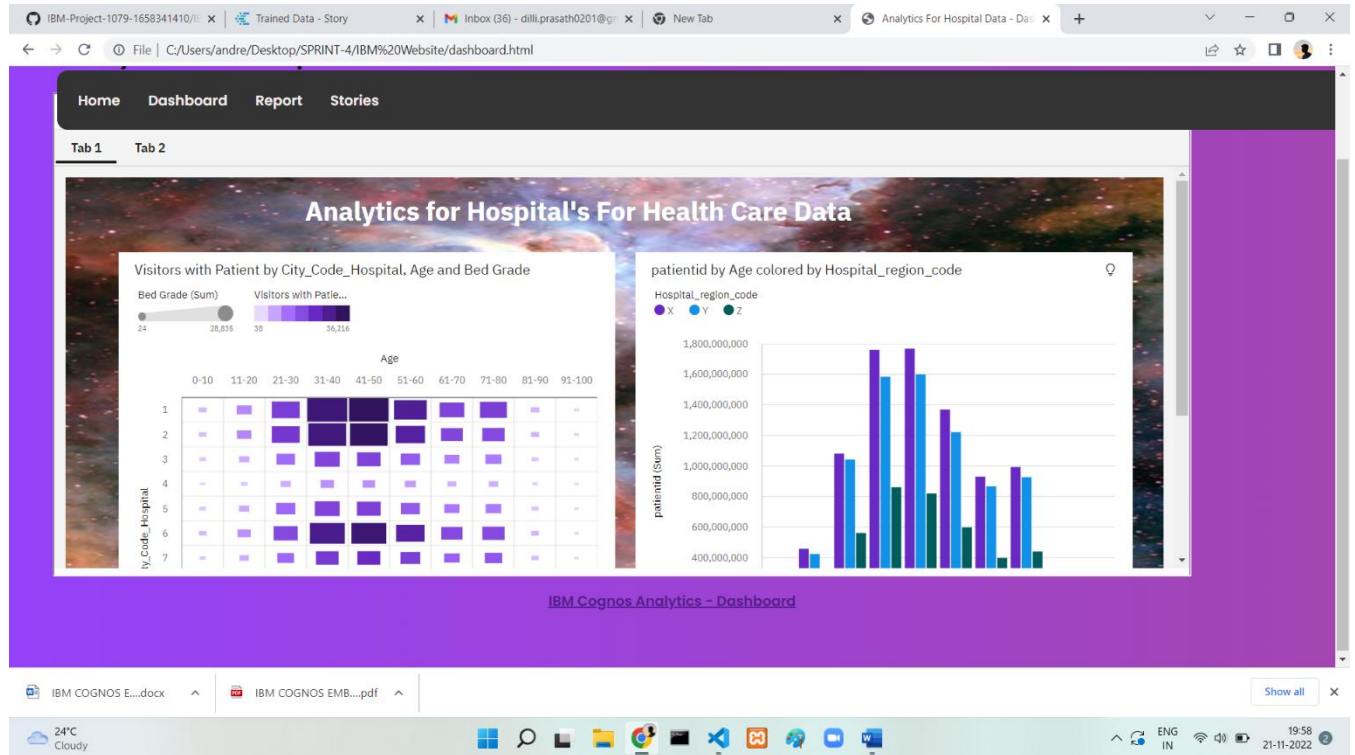 IBM-Project-1079-1658341410/IE
Trained Data - Story
Inbox (36) - dilli.prasath0201@gr
New Tab
Analytics For Hospital Data - Das
File | C:/Users/andre/Desktop/SPRINT-4/IBM%20Website/dashboard.html
Home Dashboard Report Stories
Tab 1 Tab 2
Analytics for Hospital's For Health Care Data
Visitors with Patient by City_Code_Hospital, Age and Bed Grade
Bed Grade (Sum) Visitors with Patie...
24 28,835 38 36,216
Age
0-10 11-20 21-30 31-40 41-50 51-60 61-70 71-80 81-90 91-100
1
2
3
4
5
6
7
ty_Code_Hospital
patientid by Age colored by Hospital_region_code
Hospital_region_code
X Y Z
1,800,000,000
1,600,000,000
1,400,000,000
1,200,000,000
1,000,000,000
800,000,000
600,000,000
400,000,000
patientid (Sum)
IBM Cognos Analytics - Dashboard
IBM COGNOS E....docx
IBM COGNOS EMB....pdf
Show all
24°C
Cloudy
ENG
IN
19:58
21-11-2022
2